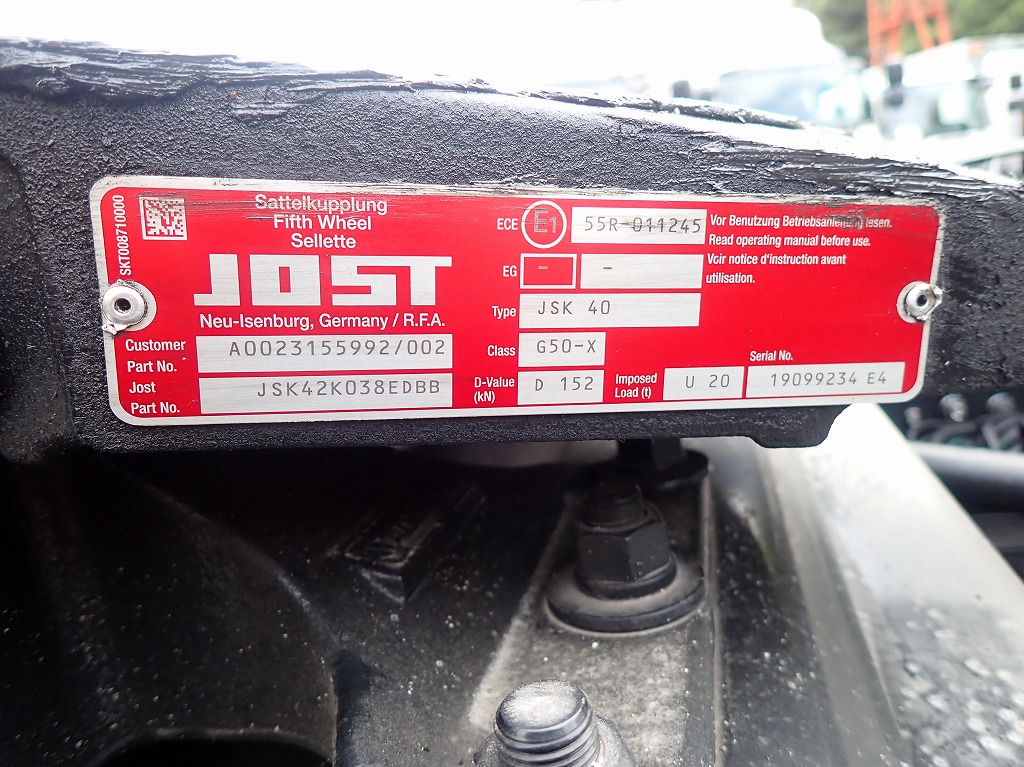 SKT008710000
Sattelkupplung
Fifth Wheel
Sellette
JOST
Neu-Isenburg, Germany / R.F.A.
Customer
Part No.
A0023155992/002
Jost
Part No.
JSK42K038EDBB
ECE E1 55R-011245
EG - -
Type JSK 40
Class G50-X
D-Value
(kN)
D 152
Imposed
Load (t)
U 20
Serial No.
19099234 E4
Vor Benutzung Betriebsanleitung lesen.
Read operating manual before use.
Voir notice d'instruction avant
utilisation.